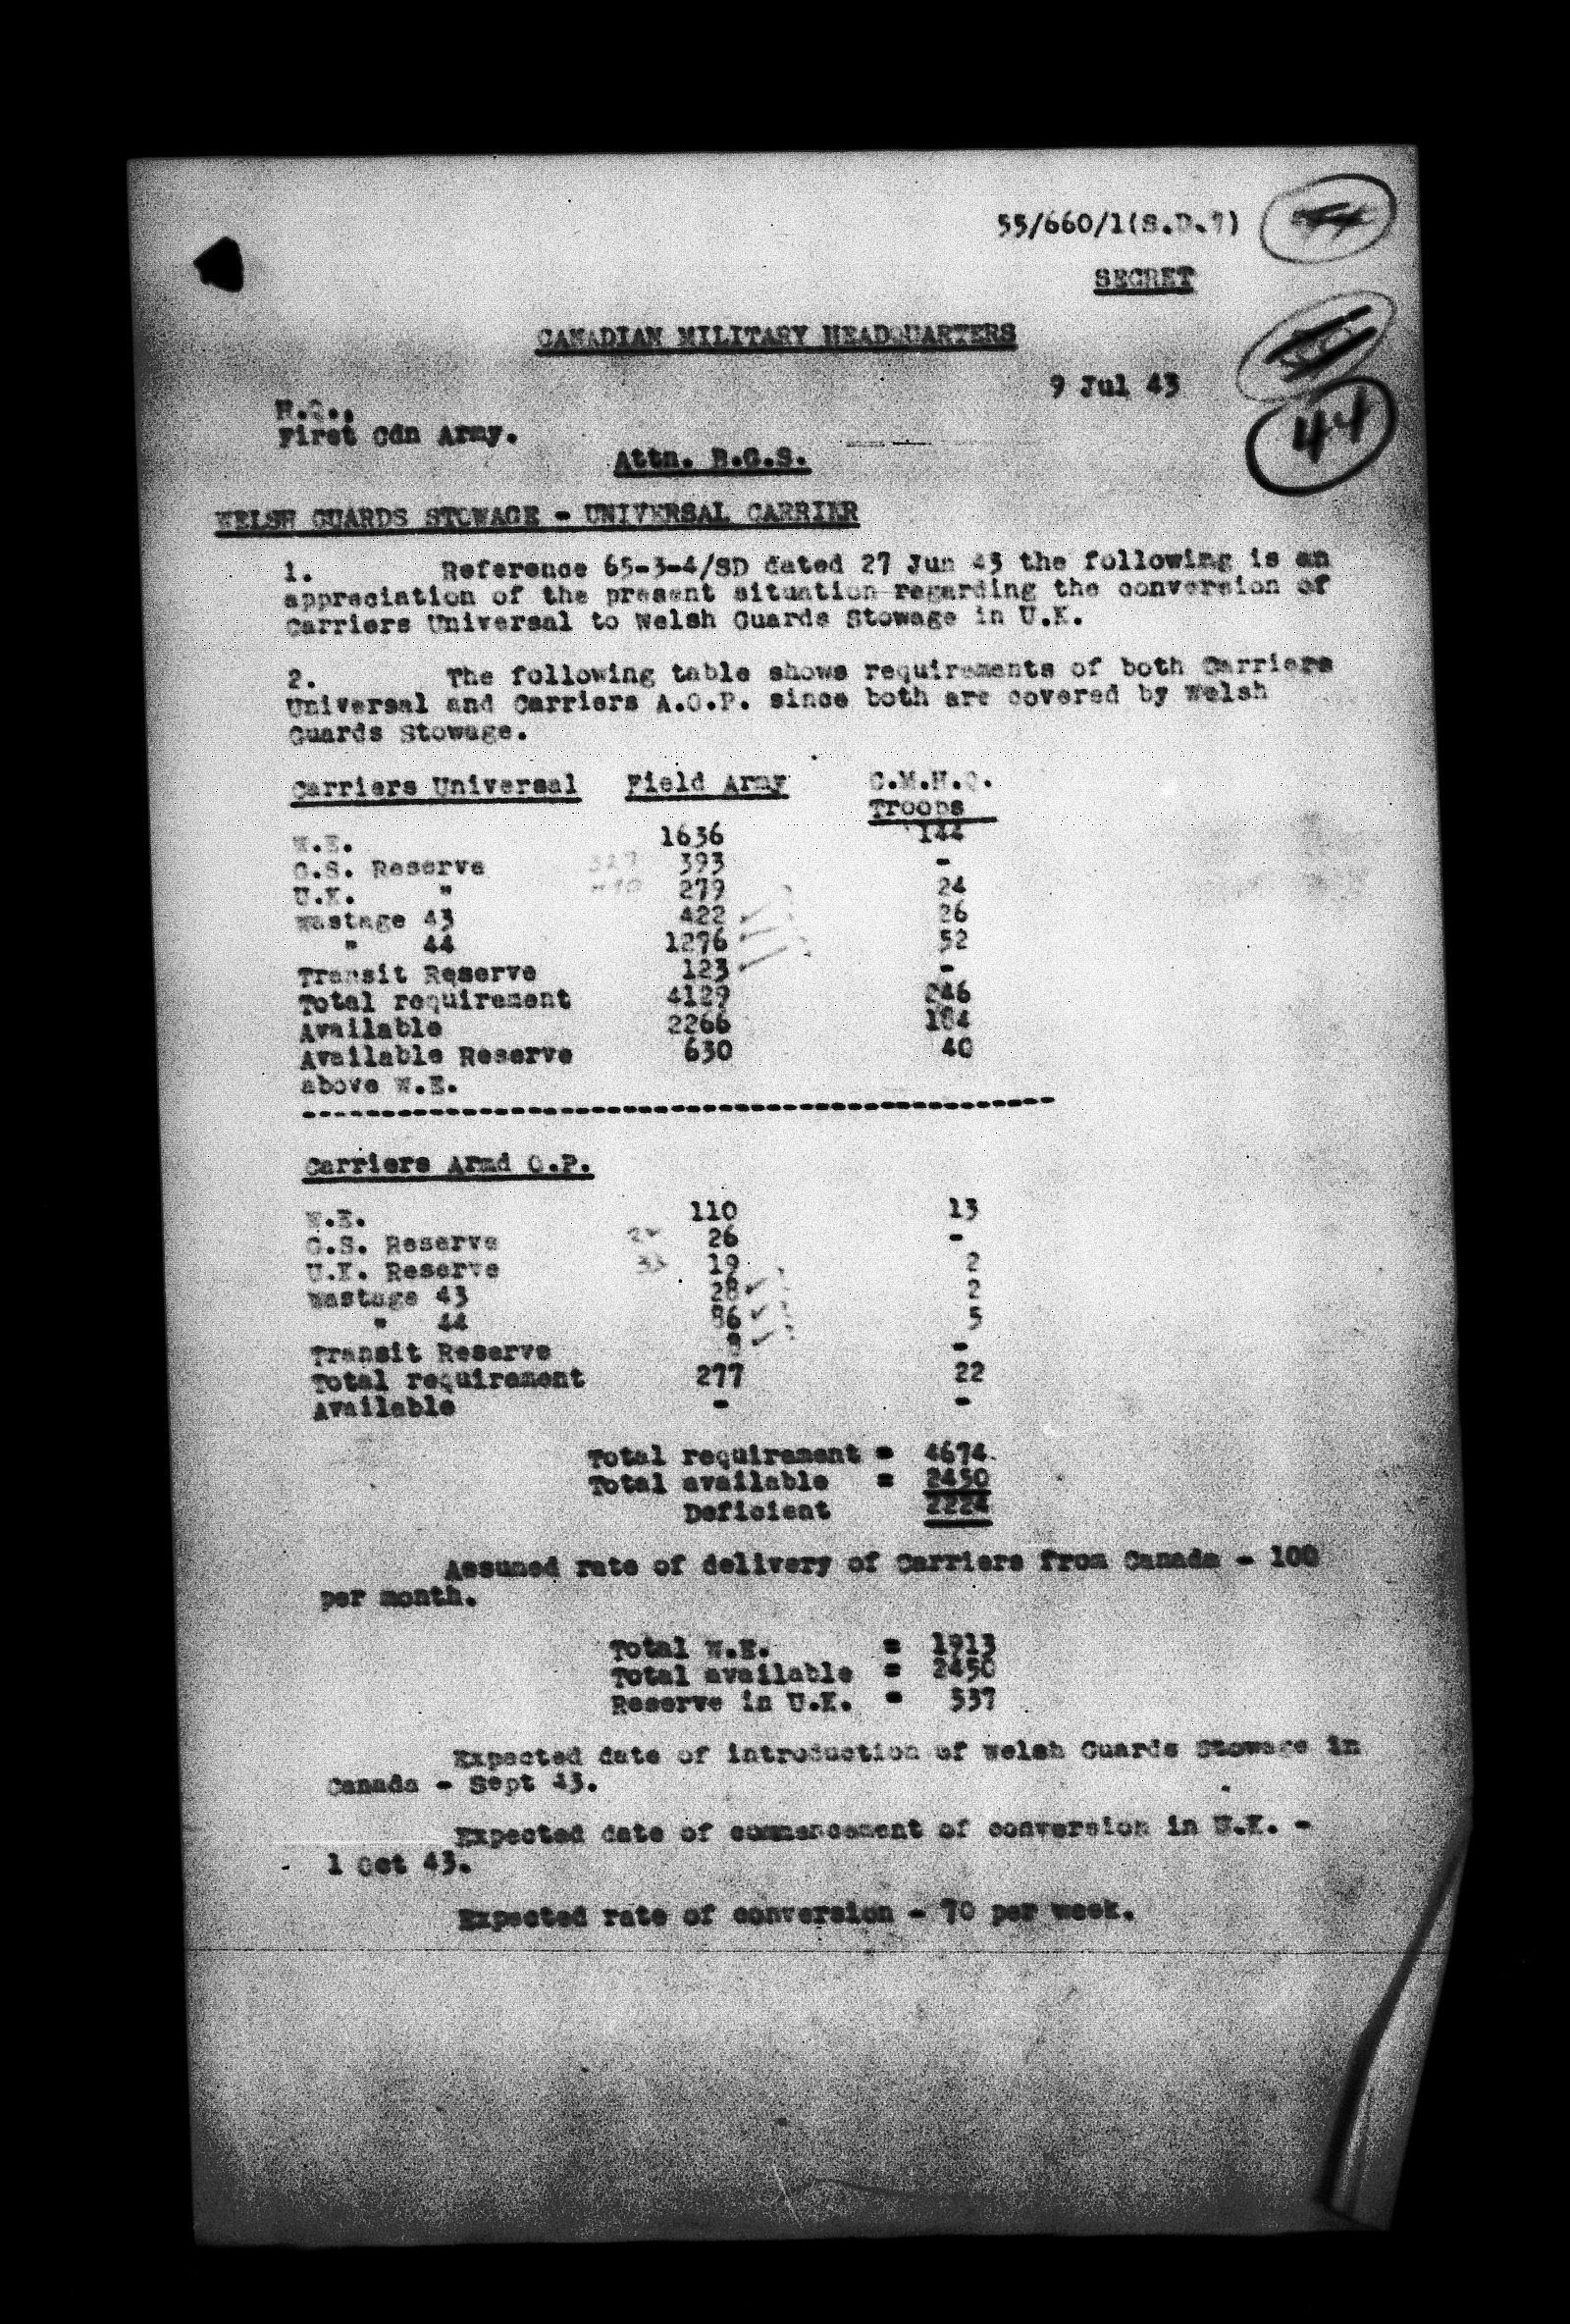 55/660/1(S.D.7)
SECRET
CANADIAN MILITARY HEADQUARTERS
9 Jul 43
44
H.Q.,
First Cdn Army.
Attn. B.G.S.
WELSH GUARDS STOWAGE - UNIVERSAL CARRIER
1. Reference 65-3-4/SD dated 27 Jun 43 the following is an
appreciation of the present situation regarding the conversion of
Carriers Universal to Welsh Guards Stowage in U.K.
2. The following table shows requirements of both Carriers
Universal and Carriers A.O.P. since both are covered by Welsh
Guards Stowage.
Carriers Universal Field Army C.M.H.Q.
Troops
W.E. 1636 144
G.S. Reserve 393 -
U.K. " 279 24
Wastage 43 422 26
" 44 1276 52
Transit Reserve 123 -
Total requirement 4129 246
Available 2266 184
Available Reserve 630 40
above W.E.
Carriers Armd O.P.
W.E. 110 13
G.S. Reserve 26 -
U.K. Reserve 33 19 2
Wastage 43 28 2
" 44 86 5
Transit Reserve 8 -
Total requirement 277 22
Available - -
Total requirement = 4674
Total available = 2450
Deficient 2224
Assumed rate of delivery of Carriers from Canada - 100
per month.
Total W.E. = 1913
Total available = 2450
Reserve in U.K. = 537
Expected date of introduction of Welsh Guards Stowage in
Canada - Sept 43.
Expected date of commencement of conversion in U.K. -
1 Oct 43.
Expected rate of conversion - 70 per week.